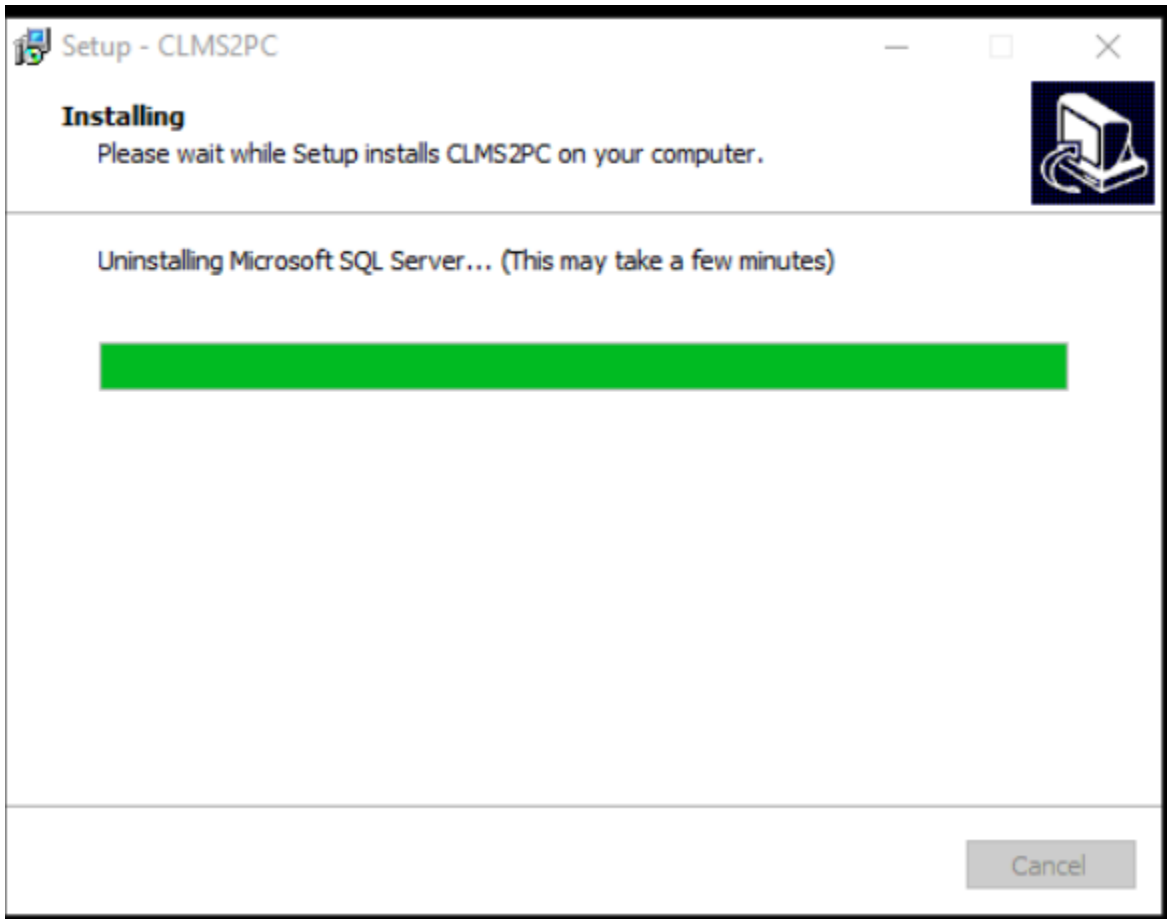 Setup - CLMS2PC
Installing
Please wait while Setup installs CLMS2PC on your computer.
Uninstalling Microsoft SQL Server... (This may take a few minutes)
Cancel